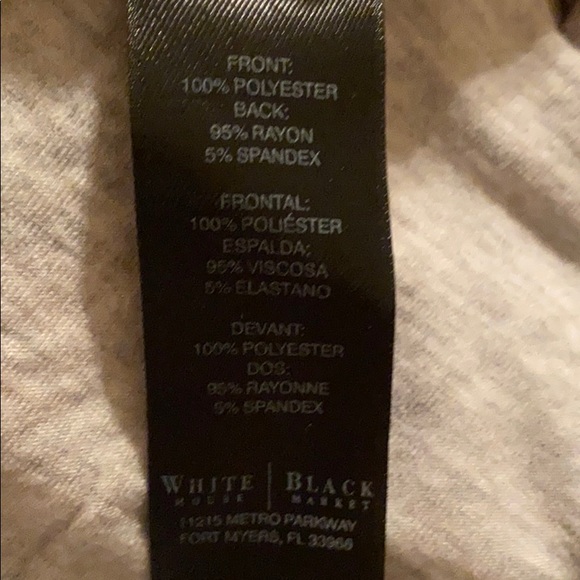 FRONT:
100% POLYESTER
BACK:
95% RAYON
5% SPANDEX
FRONTAL:
100% POLIÉSTER
ESPALDA:
95% VISCOSA
5% ELASTANO
DEVANT:
100% POLYESTER
DOS:
95% RAYONNE
5% SPANDEX
WHITE | BLACK
HOUSE | MARKET
11215 METRO PARKWAY
FORT MYERS, FL 33966